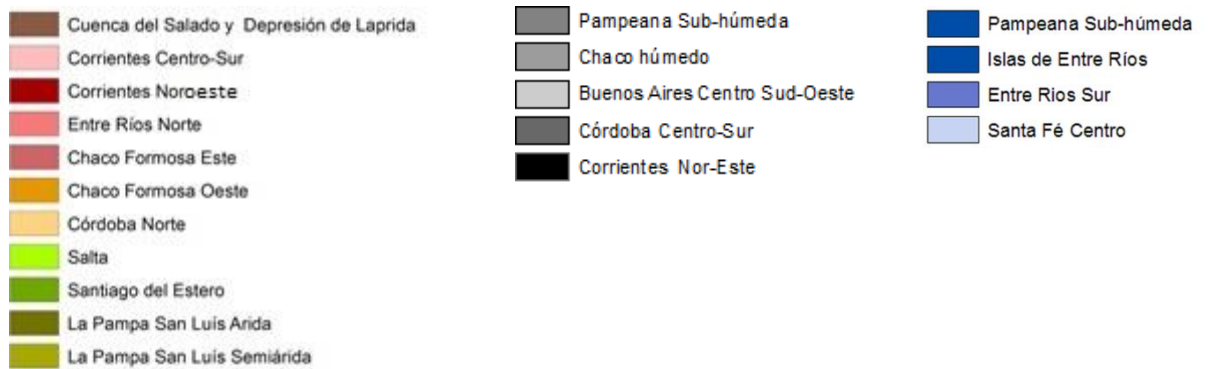 Cuenca del Salado y Depresión de Laprida
Corrientes Centro-Sur
Corrientes Noroeste
Entre Ríos Norte
Chaco Formosa Este
Chaco Formosa Oeste
Córdoba Norte
Salta
Santiago del Estero
La Pampa San Luís Arida
La Pampa San Luís Semiárida
Pampeana Sub-húmeda
Chaco húmedo
Buenos Aires Centro Sud-Oeste
Córdoba Centro-Sur
Corrientes Nor-Este
Pampeana Sub-húmeda
Islas de Entre Ríos
Entre Rios Sur
Santa Fé Centro